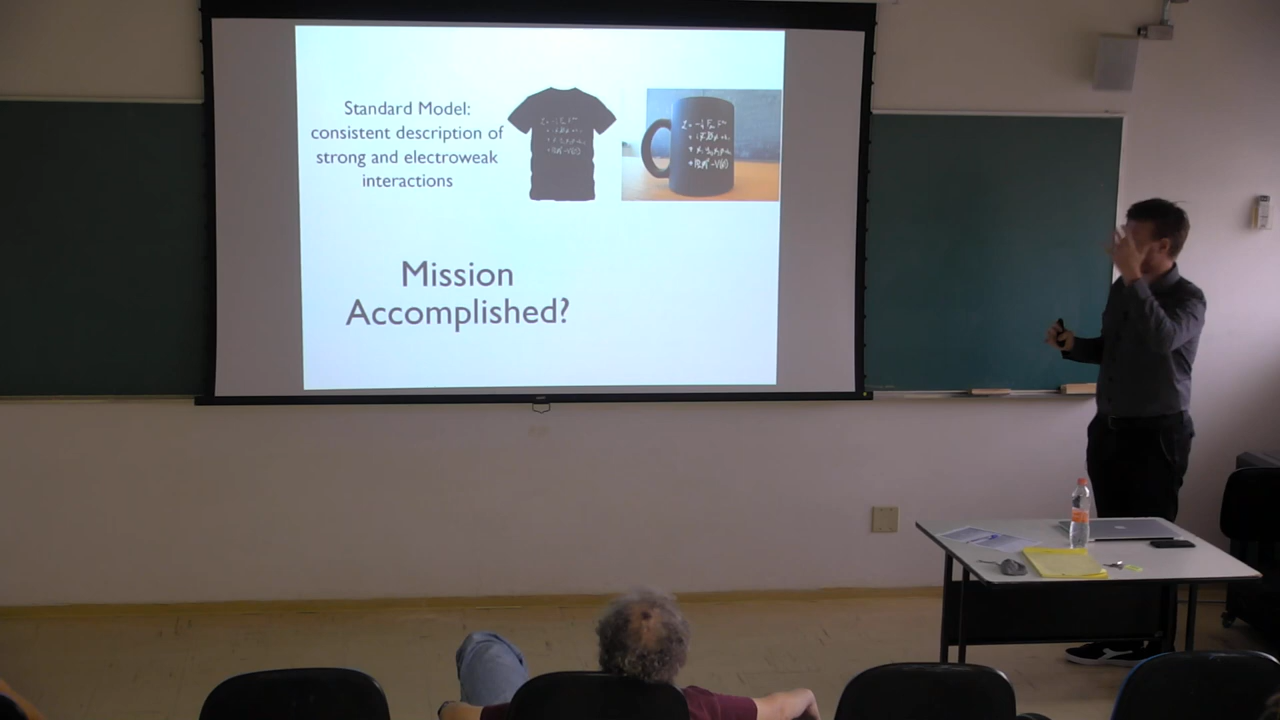 Standard Model:
consistent description of
strong and electroweak
interactions
Mission
Accomplished?